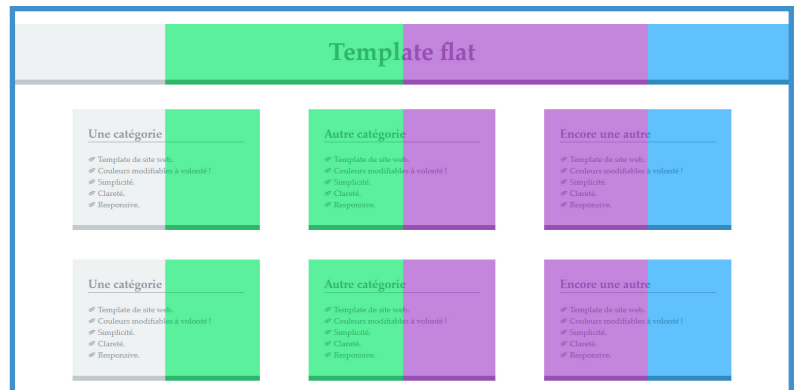 Template flat
Une catégorie
Template de site web.
Couleurs modifiables à volonté !
Simplicité.
Clareté.
Responsive.
Autre catégorie
Template de site web.
Couleurs modifiables à volonté !
Simplicité.
Clareté.
Responsive.
Encore une autre
Template de site web.
Couleurs modifiables à volonté !
Simplicité.
Clareté.
Responsive.
Une catégorie
Template de site web.
Couleurs modifiables à volonté !
Simplicité.
Clareté.
Responsive.
Autre catégorie
Template de site web.
Couleurs modifiables à volonté !
Simplicité.
Clareté.
Responsive.
Encore une autre
Template de site web.
Couleurs modifiables à volonté !
Simplicité.
Clareté.
Responsive.